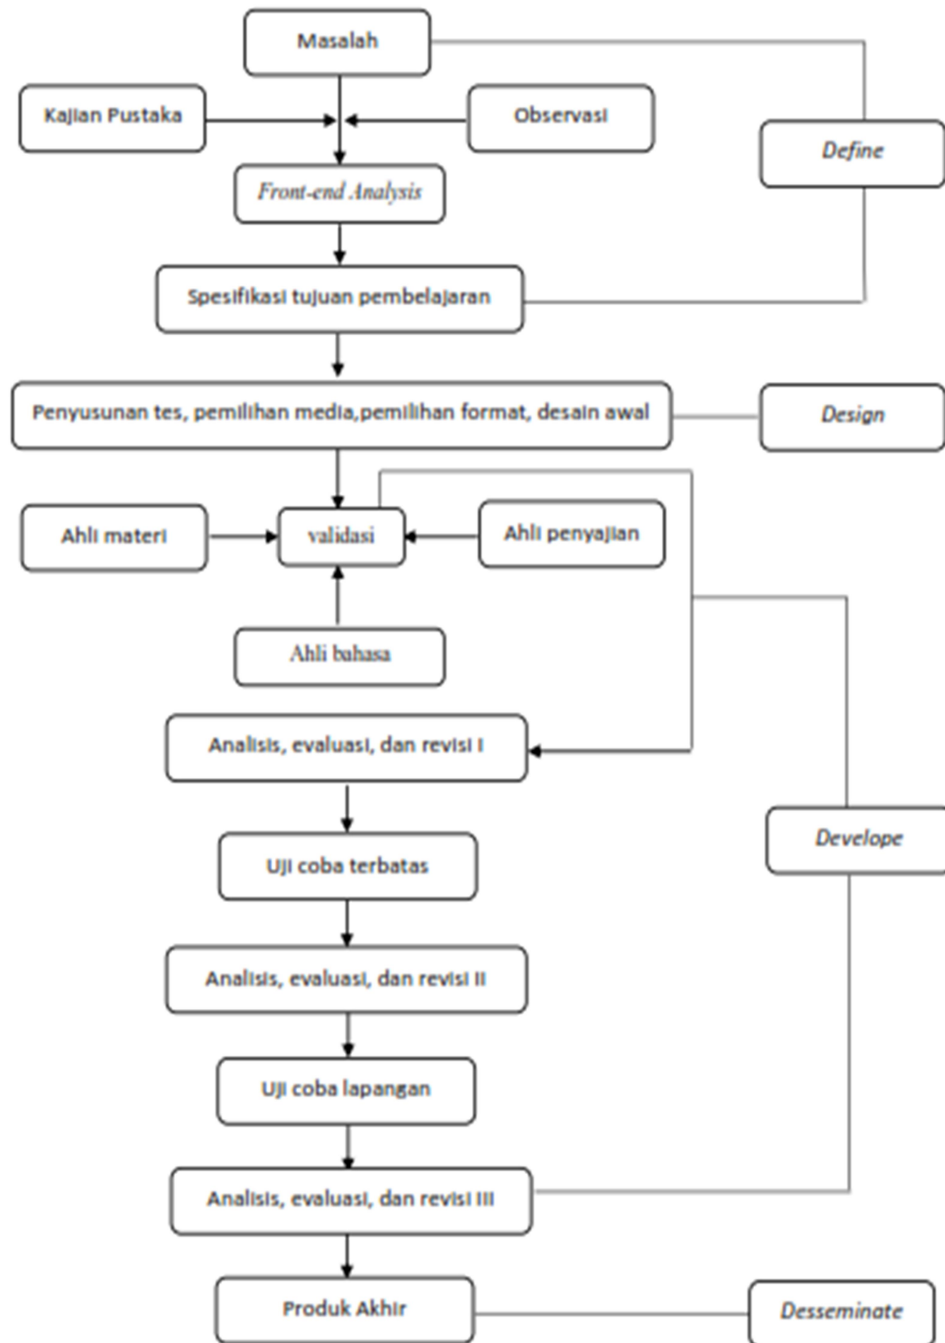 Masalah
Kajian Pustaka
Observasi
Define
Front-end Analysis
Spesifikasi tujuan pembelajaran
Penyusunan tes, pemilihan media,pemilihan format, desain awal
Design
Ahli materi
validasi
Ahli penyajian
Ahli bahasa
Analisis, evaluasi, dan revisi I
Develope
Uji coba terbatas
Analisis, evaluasi, dan revisi II
Uji coba lapangan
Analisis, evaluasi, dan revisi III
Produk Akhir
Desseminate